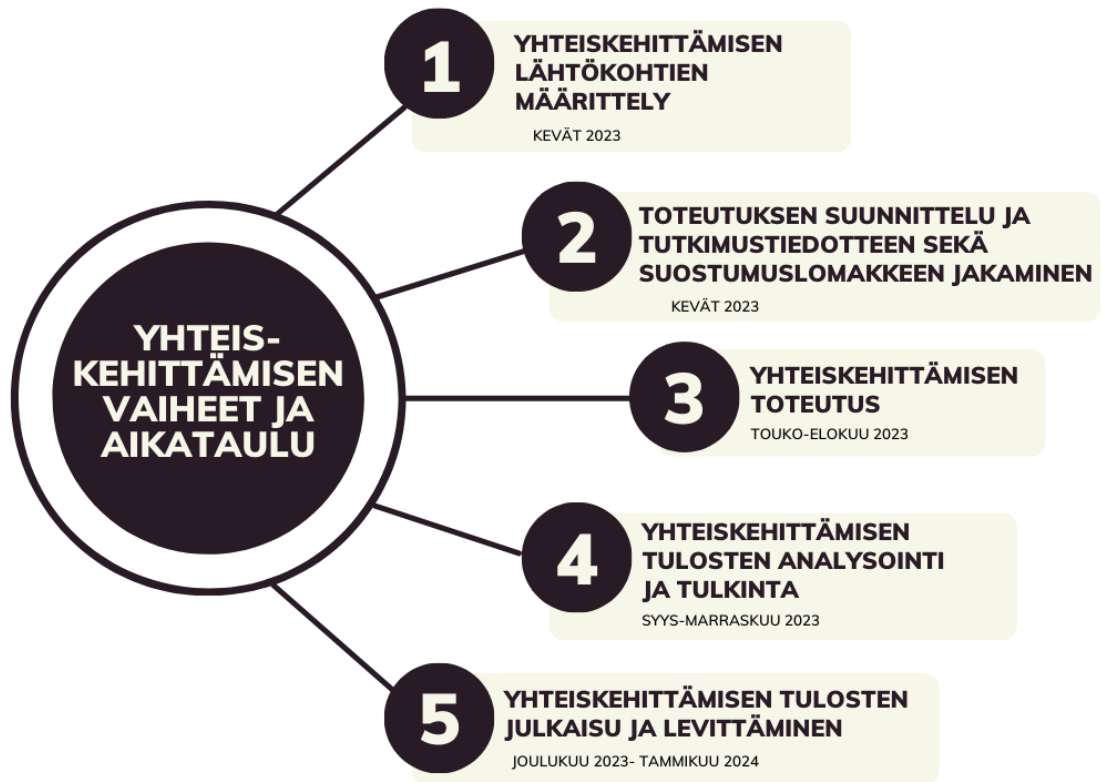 YHTEIS-
KEHITTÄMISEN
VAIHEET JA
AIKATAULU
1
YHTEISKEHITTÄMISEN
LÄHTÖKOHTIEN
MÄÄRITTELY
KEVÄT 2023
2
TOTEUTUKSEN SUUNNITTELU JA
TUTKIMUSTIEDOTTEEN SEKÄ
SUOSTUMUSLOMAKKEEN JAKAMINEN
KEVÄT 2023
3
YHTEISKEHITTÄMISEN
TOTEUTUS
TOUKO-ELOKUU 2023
4
YHTEISKEHITTÄMISEN
TULOSTEN ANALYSOINTI
JA TULKINTA
SYYS-MARRASKUU 2023
5
YHTEISKEHITTÄMISEN TULOSTEN
JULKAISU JA LEVITTÄMINEN
JOULUKUU 2023- TAMMIKUU 2024